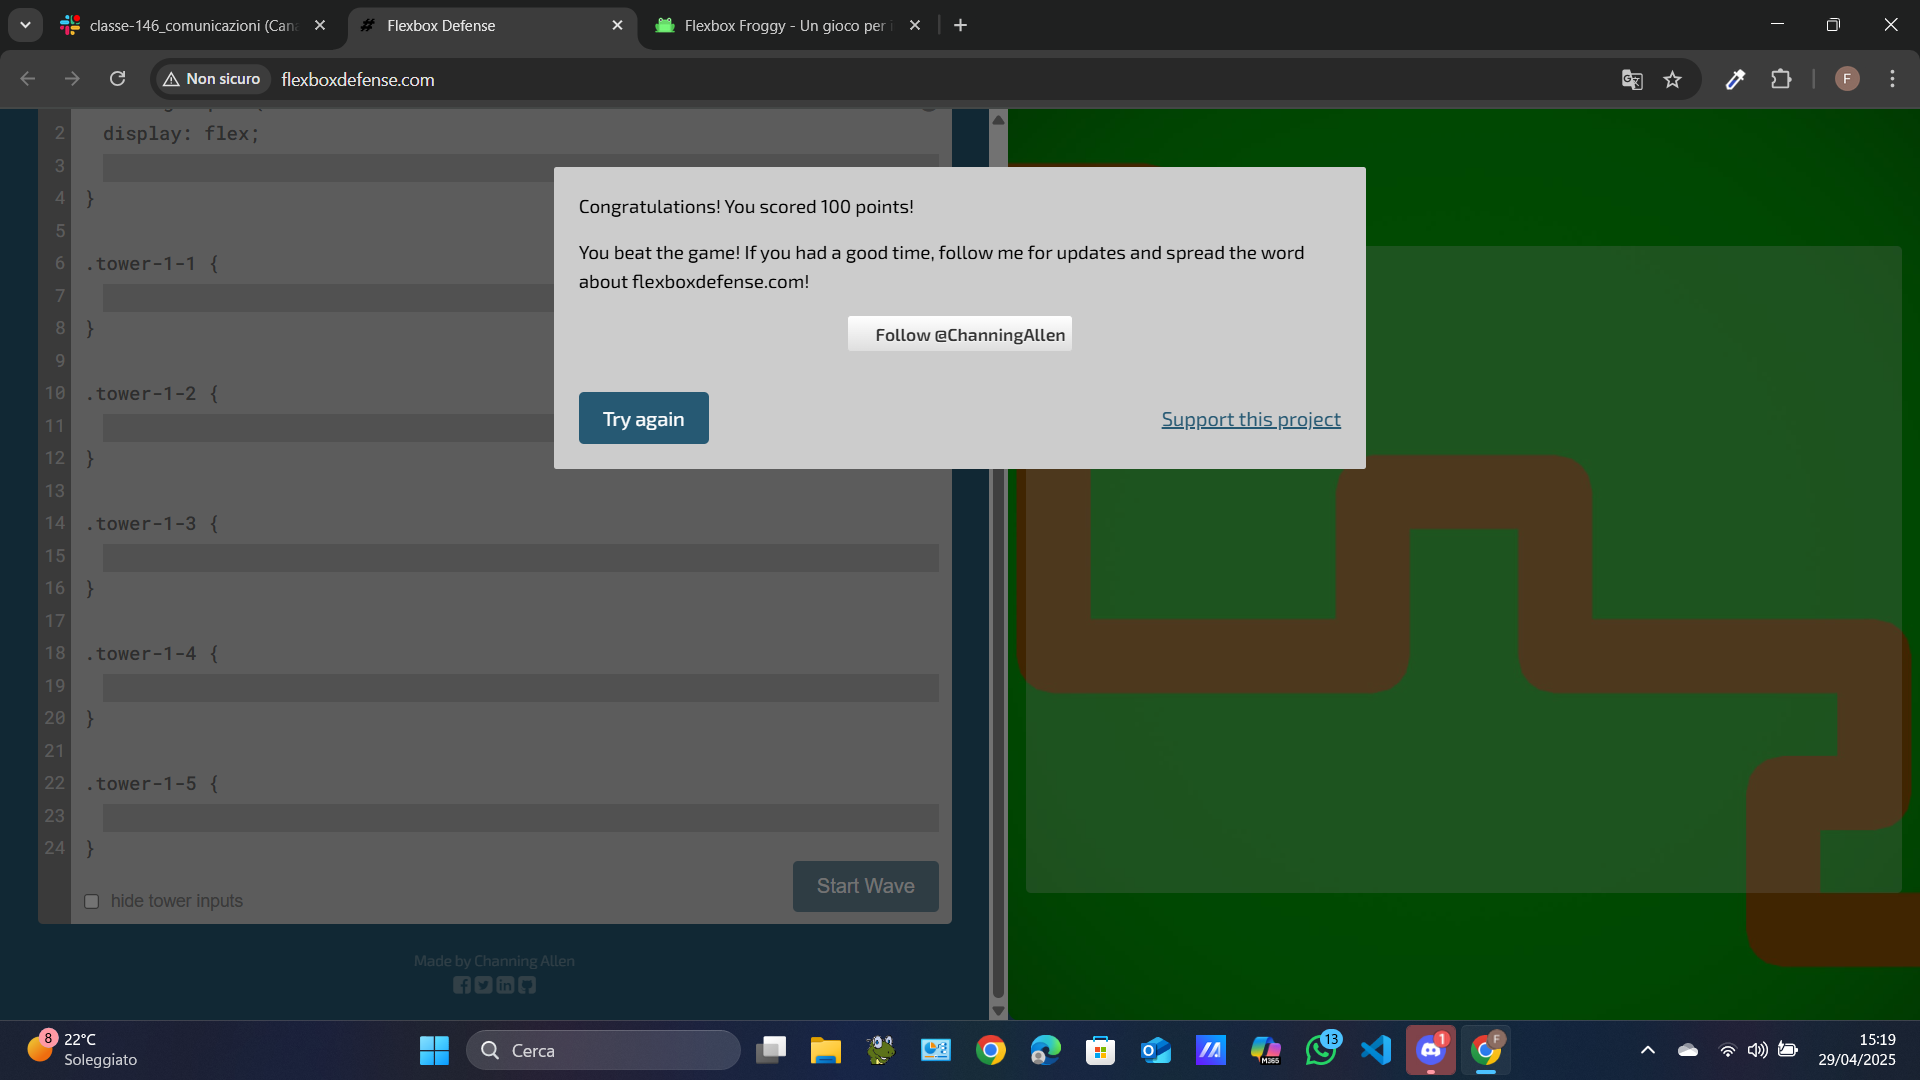 classe-146_comunicazioni (Can
Flexbox Defense
Flexbox Froggy - Un gioco per i
Non sicuro
flexboxdefense.com
F
2 display: flex;
3
4 }
5
6 .tower-1-1 {
7
8 }
9
10 .tower-1-2 {
11
12 }
13
14 .tower-1-3 {
15
16 }
17
18 .tower-1-4 {
19
20 }
21
22 .tower-1-5 {
23
24 }
hide tower inputs
Start Wave
Made by Channing Allen
Congratulations! You scored 100 points!
You beat the game! If you had a good time, follow me for updates and spread the word
about flexboxdefense.com!
Follow @ChanningAllen
Try again
Support this project
8
22°C
Soleggiato
Cerca
M365
13
1
F
15:19
29/04/2025